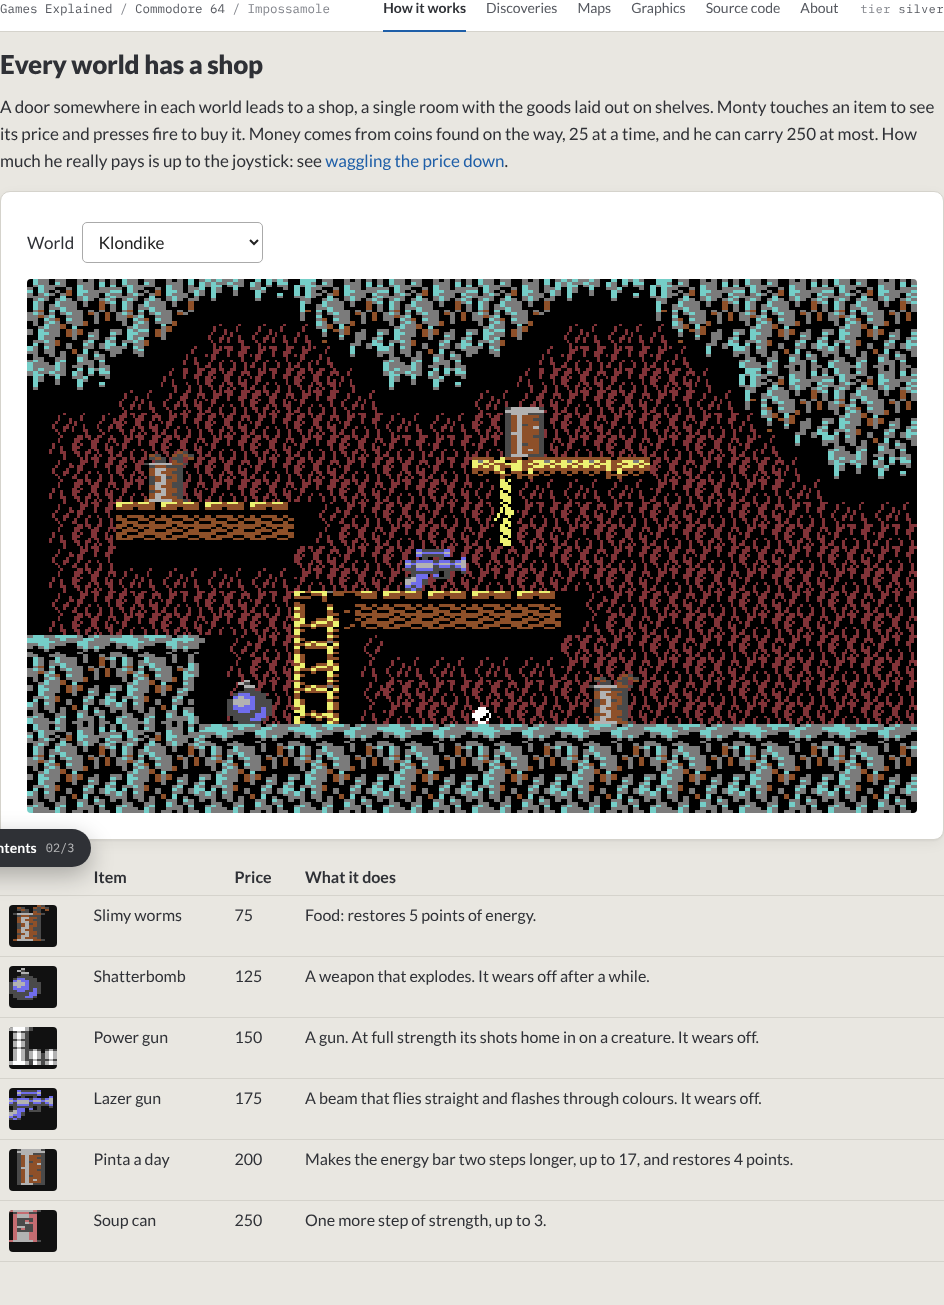 Games Explained / Commodore 64 / Impossamole
How it works Discoveries Maps Graphics Source code About tier silver
Every world has a shop
A door somewhere in each world leads to a shop, a single room with the goods laid out on shelves. Monty touches an item to see
its price and presses fire to buy it. Money comes from coins found on the way, 25 at a time, and he can carry 250 at most. How
much he really pays is up to the joystick: see waggling the price down.
World Klondike
ntents 02/3
Item Price What it does
Slimy worms 75 Food: restores 5 points of energy.
Shatterbomb 125 A weapon that explodes. It wears off after a while.
Power gun 150 A gun. At full strength its shots home in on a creature. It wears off.
Lazer gun 175 A beam that flies straight and flashes through colours. It wears off.
Pinta a day 200 Makes the energy bar two steps longer, up to 17, and restores 4 points.
Soup can 250 One more step of strength, up to 3.